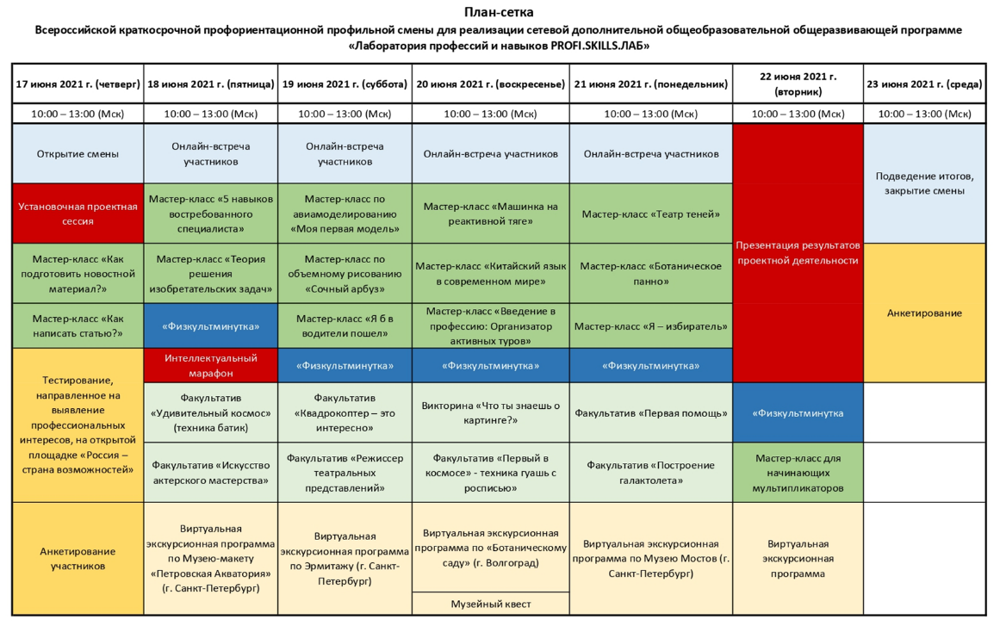 План-сетка
Всероссийской краткосрочной профориентационной профильной смены для реализации сетевой дополнительной общеобразовательной общеразвивающей программе
«Лаборатория профессий и навыков PROFI.SKILLS.ЛАБ»
17 июня 2021 г. (четверг)
18 июня 2021 г. (пятница)
19 июня 2021 г. (суббота)
20 июня 2021 г. (воскресенье)
21 июня 2021 г. (понедельник)
22 июня 2021 г.
(вторник)
23 июня 2021 г. (среда)
10:00 – 13:00 (Мск)
10:00 – 13:00 (Мск)
10:00 – 13:00 (Мск)
10:00 – 13:00 (Мск)
10:00 – 13:00 (Мск)
10:00 – 13:00 (Мск)
10:00 – 13:00 (Мск)
Открытие смены
Онлайн-встреча
участников
Онлайн-встреча
участников
Онлайн-встреча участников
Онлайн-встреча участников
Презентация результатов
проектной деятельности
Подведение итогов,
закрытие смены
Установочная проектная
сессия
Мастер-класс «5 навыков
востребованного
специалиста»
Мастер-класс по
авиамоделированию
«Моя первая модель»
Мастер-класс «Машинка на
реактивной тяге»
Мастер-класс «Театр теней»
Мастер-класс «Как
подготовить новостной
материал?»
Мастер-класс «Теория
решения
изобретательских задач»
Мастер-класс по
объемному рисованию
«Сочный арбуз»
Мастер-класс «Китайский язык
в современном мире»
Мастер-класс «Ботаническое
панно»
Анкетирование
Мастер-класс «Как
написать статью?»
«Физкультминутка»
Мастер-класс «Я б в
водители пошел»
Мастер-класс «Введение в
профессию: Организатор
активных туров»
Мастер-класс «Я – избиратель»
Тестирование,
направленное на
выявление
профессиональных
интересов, на открытой
площадке «Россия –
страна возможностей»
Интеллектуальный
марафон
«Физкультминутка»
«Физкультминутка»
«Физкультминутка»
Факультатив
«Удивительный космос»
(техника батик)
Факультатив
«Квадрокоптер – это
интересно»
Викторина «Что ты знаешь о
картинге?»
Факультатив «Первая помощь»
«Физкультминутка
Факультатив «Искусство
актерского мастерства»
Факультатив «Режиссер
театральных
представлений»
Факультатив «Первый в
космосе» - техника гуашь с
росписью»
Факультатив «Построение
галактолета»
Мастер-класс для
начинающих
мультипликаторов
Анкетирование
участников
Виртуальная
экскурсионная программа
по Музею-макету
«Петровская Акватория»
(г. Санкт-Петербург)
Виртуальная
экскурсионная программа
по Эрмитажу (г. Санкт-
Петербург)
Виртуальная экскурсионная
программа по «Ботаническому
саду» (г. Волгоград)
Музейный квест
Виртуальная экскурсионная
программа по Музею Мостов (г.
Санкт-Петербург)
Виртуальная
экскурсионная
программа